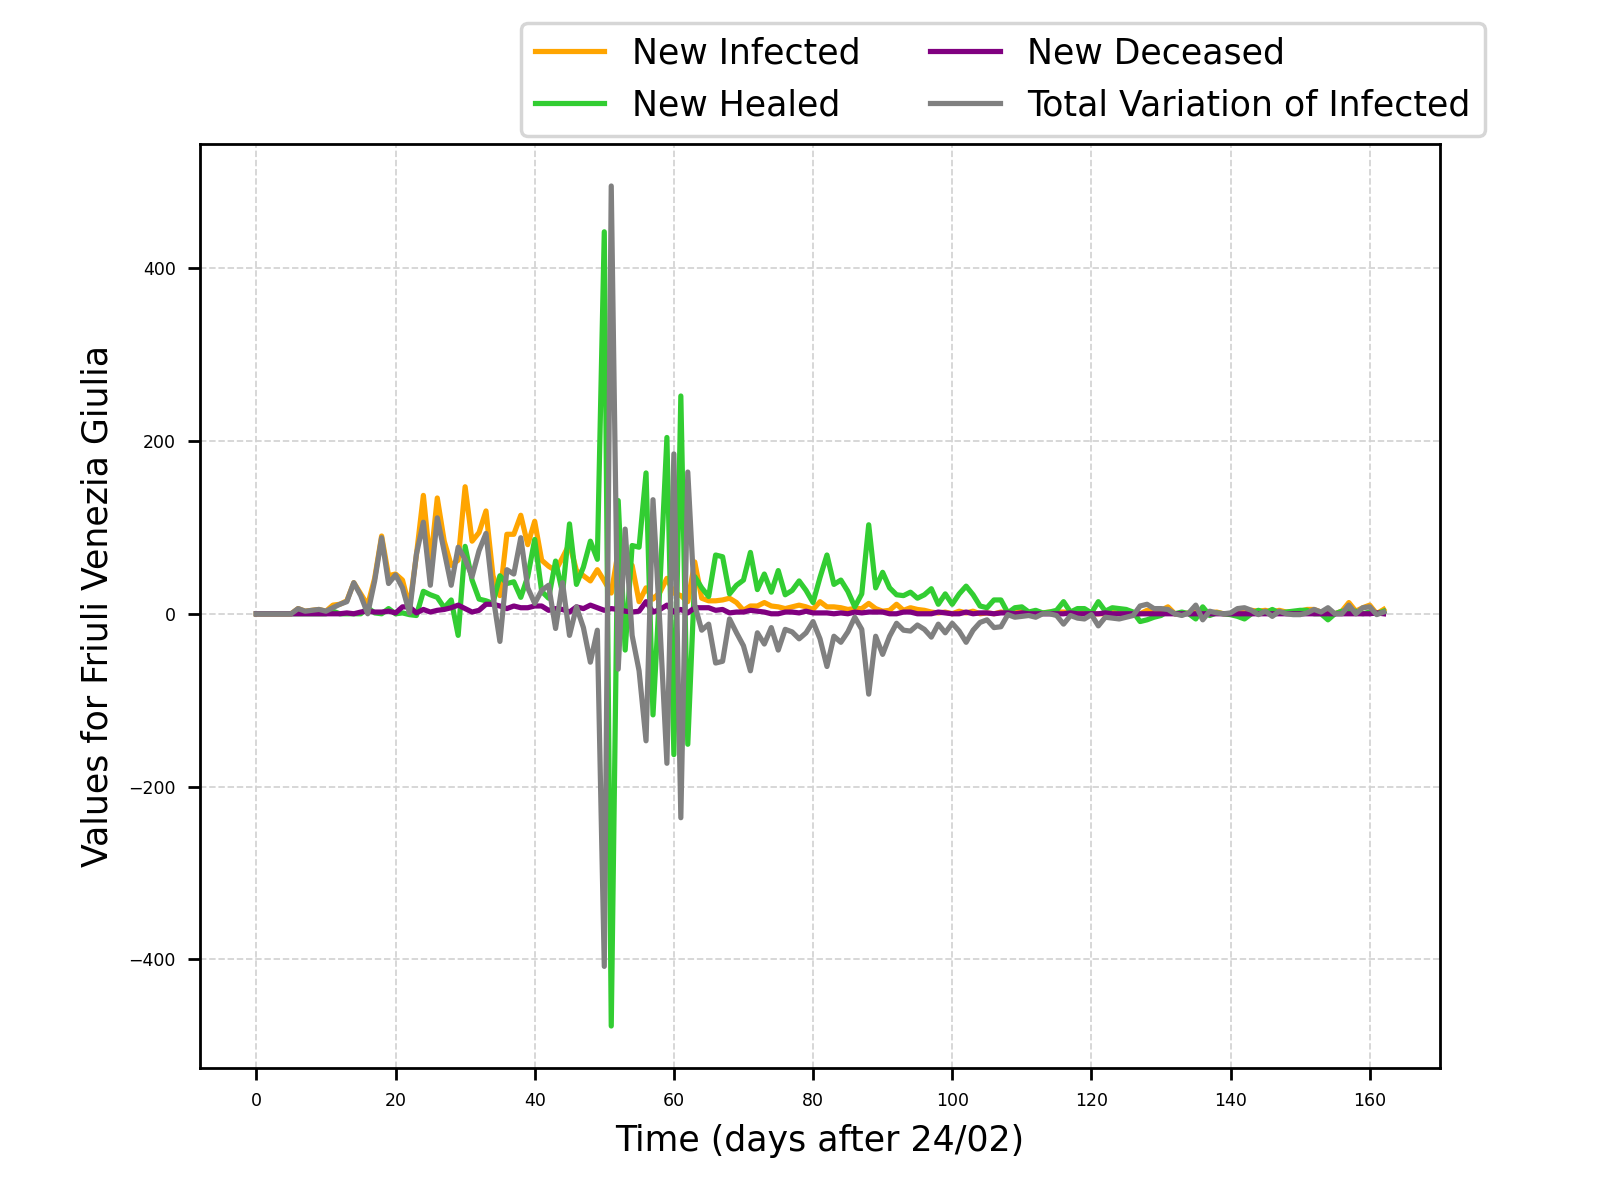 New Infected
New Healed
New Deceased
Total Variation of Infected
Values for Friuli Venezia Giulia
400
200
0
−200
−400
0 20 40 60 80 100 120 140 160
Time (days after 24/02)